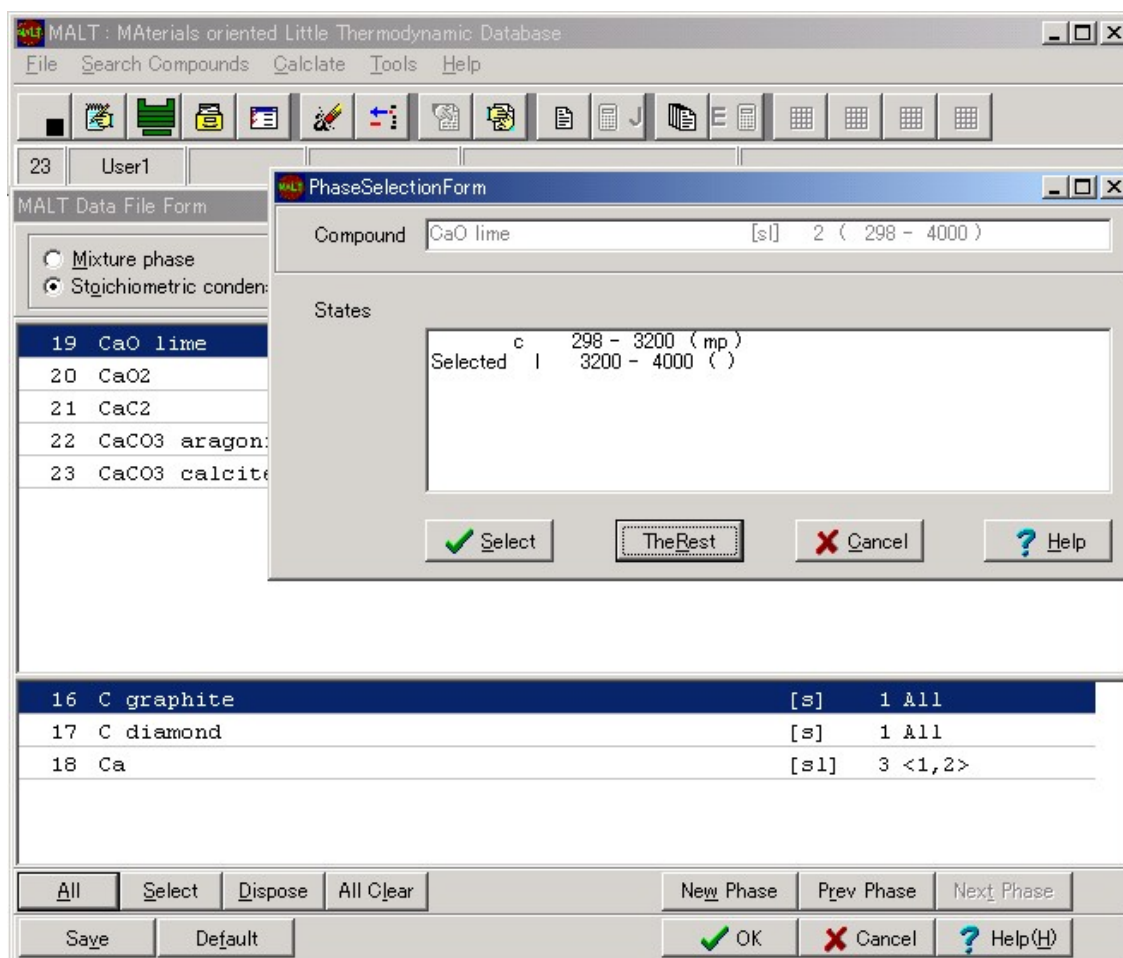 MALT : MAterials oriented Little Thermodynamic Database
File Search Compounds Calclate Tools Help
J E
23 User1
PhaseSelectionForm
MALT Data File Form
Compound CaO lime [sl] 2 ( 298 - 4000 )
Mixture phase
Stoichiometric conden
States
c 298 - 3200 ( mp )
Selected l 3200 - 4000 ( )
19 CaO lime
20 CaO2
21 CaC2
22 CaCO3
23 CaCO3 calcite
Select TheRest Cancel Help
16 C graphite [s] 1 All
17 C diamond [s] 1 All
18 Ca [sl] 3 <1,2>
All Select Dispose All Clear New Phase Prev Phase Next Phase
Save Default OK Cancel Help(H)